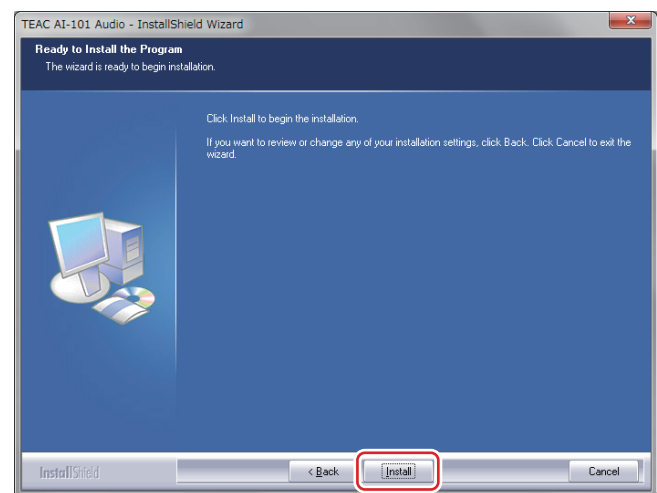 TEAC AI-101 Audio - InstallShield Wizard
Ready to Install the Program
The wizard is ready to begin installation.
Click Install to begin the installation.
If you want to review or change any of your installation settings, click Back. Click Cancel to exit the
wizard.
InstallShield
< Back
Install
Cancel